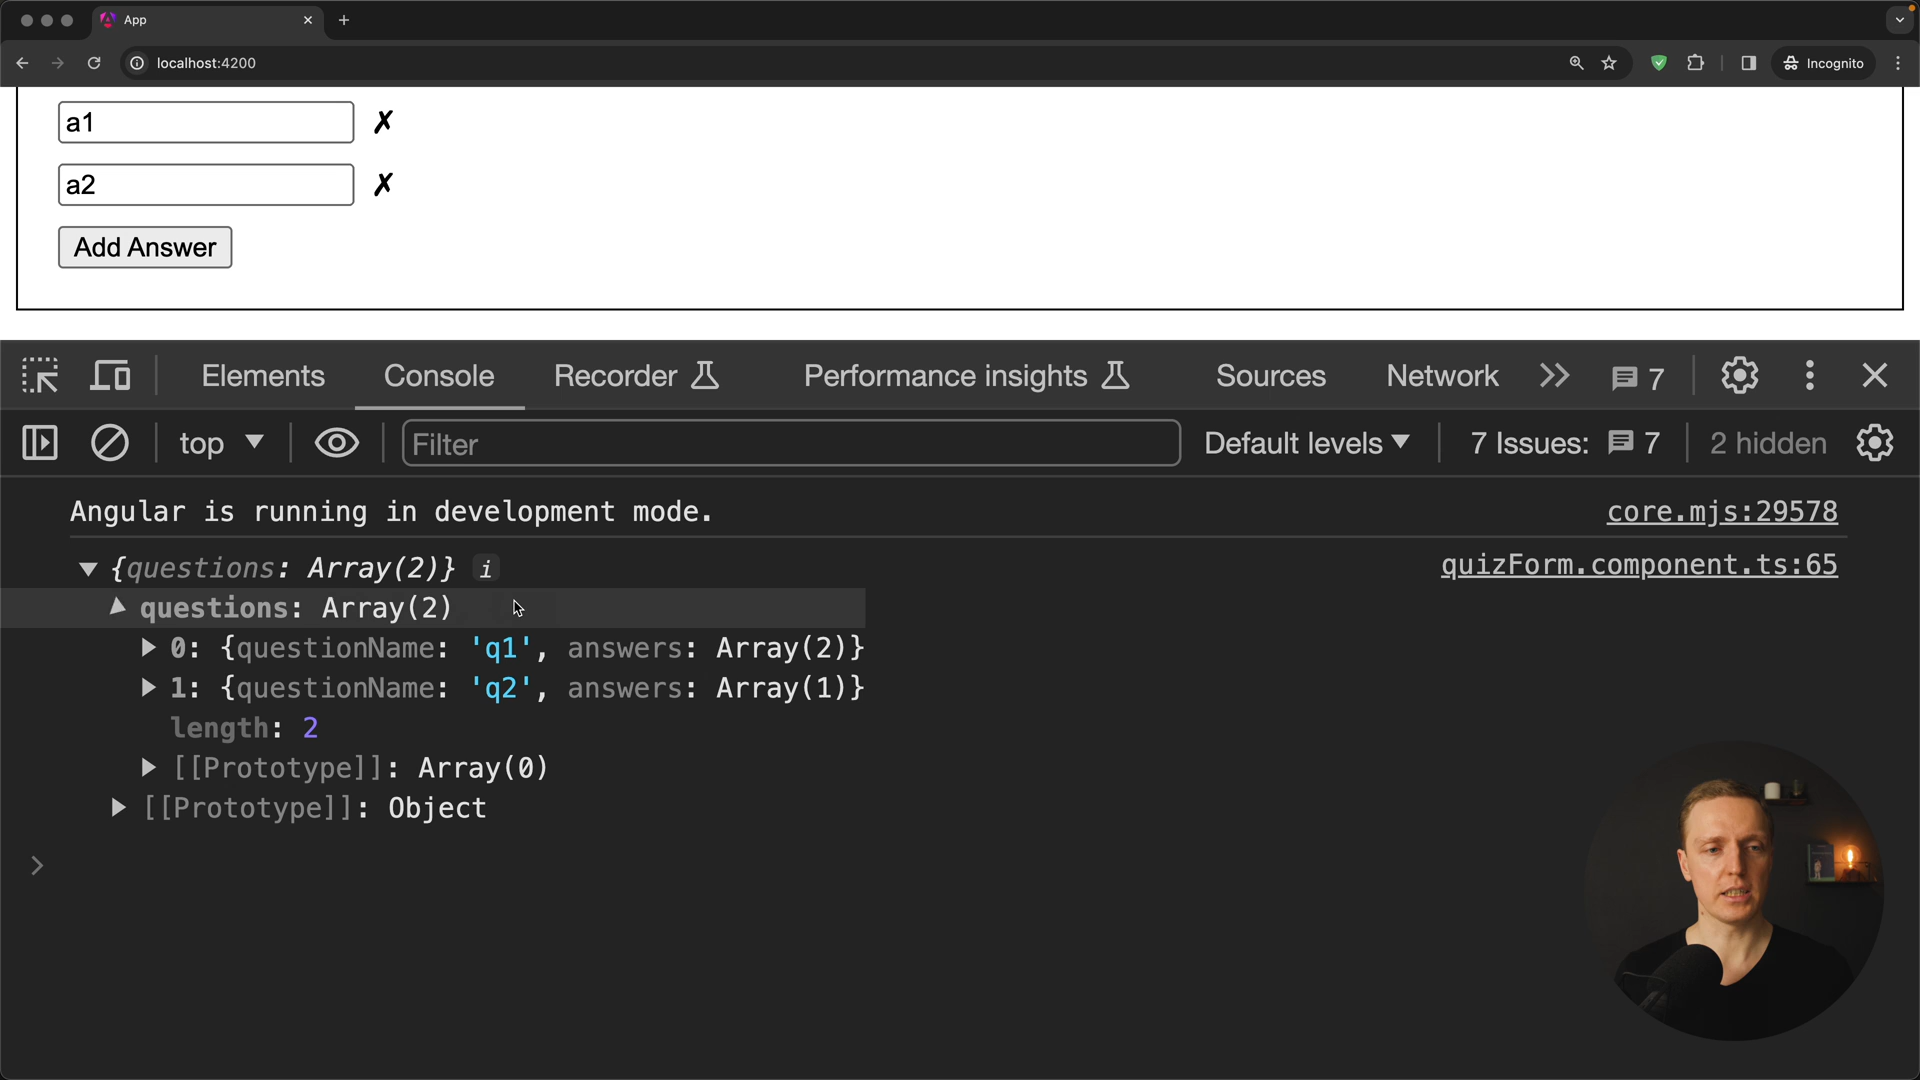 App
localhost:4200
Incognito
a1 ✗
a2 ✗
Add Answer
Elements Console Recorder Performance insights Sources Network 7
top Filter Default levels 7 Issues: 7 2 hidden
Angular is running in development mode. core.mjs:29578
{questions: Array(2)} i quizForm.component.ts:65
questions: Array(2)
0: {questionName: 'q1', answers: Array(2)}
1: {questionName: 'q2', answers: Array(1)}
length: 2
[[Prototype]]: Array(0)
[[Prototype]]: Object